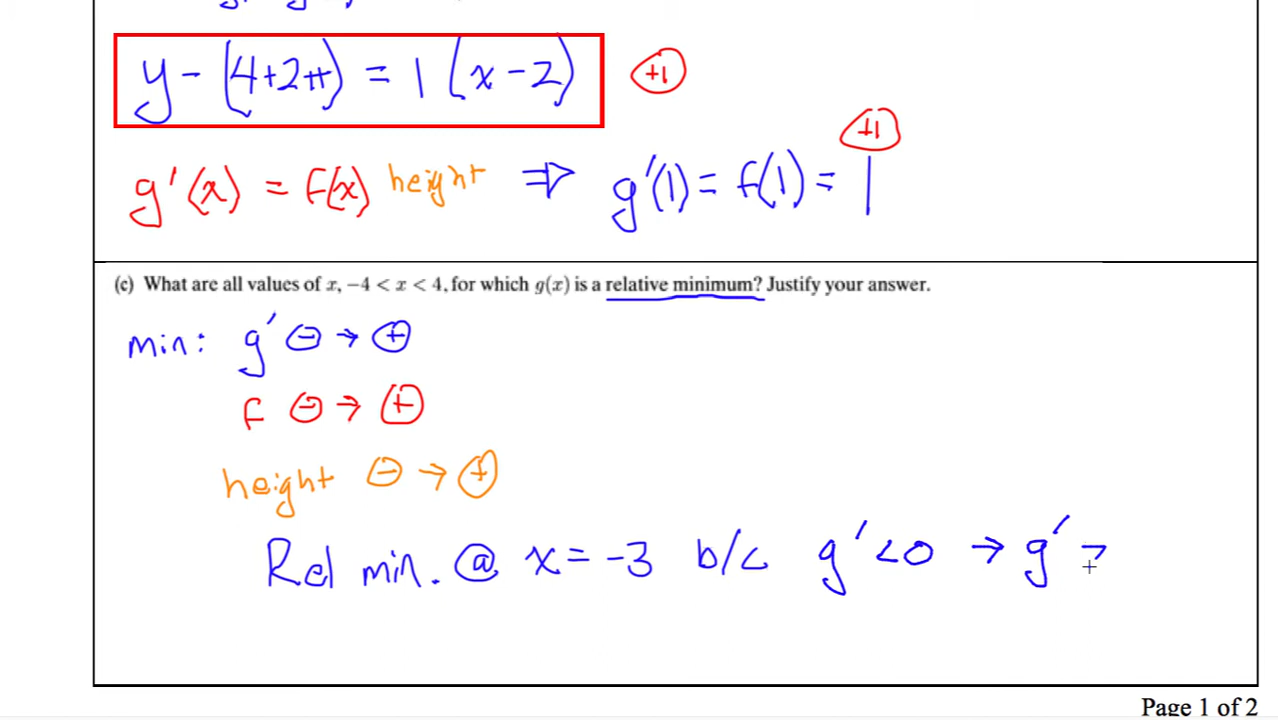 y - (4+2π) = 1 (x-2) +1
+1
g'(x) = f(x) height ⇒ g'(1) = f(1) = 1
(c) What are all values of x, −4 < x < 4, for which g(x) is a relative minimum? Justify your answer.
min: g' ⊖ → ⊕
f ⊖ → ⊕
height ⊖ → ⊕
Rel min. @ x = -3 b/c g' < 0 → g'
Page 1 of 2